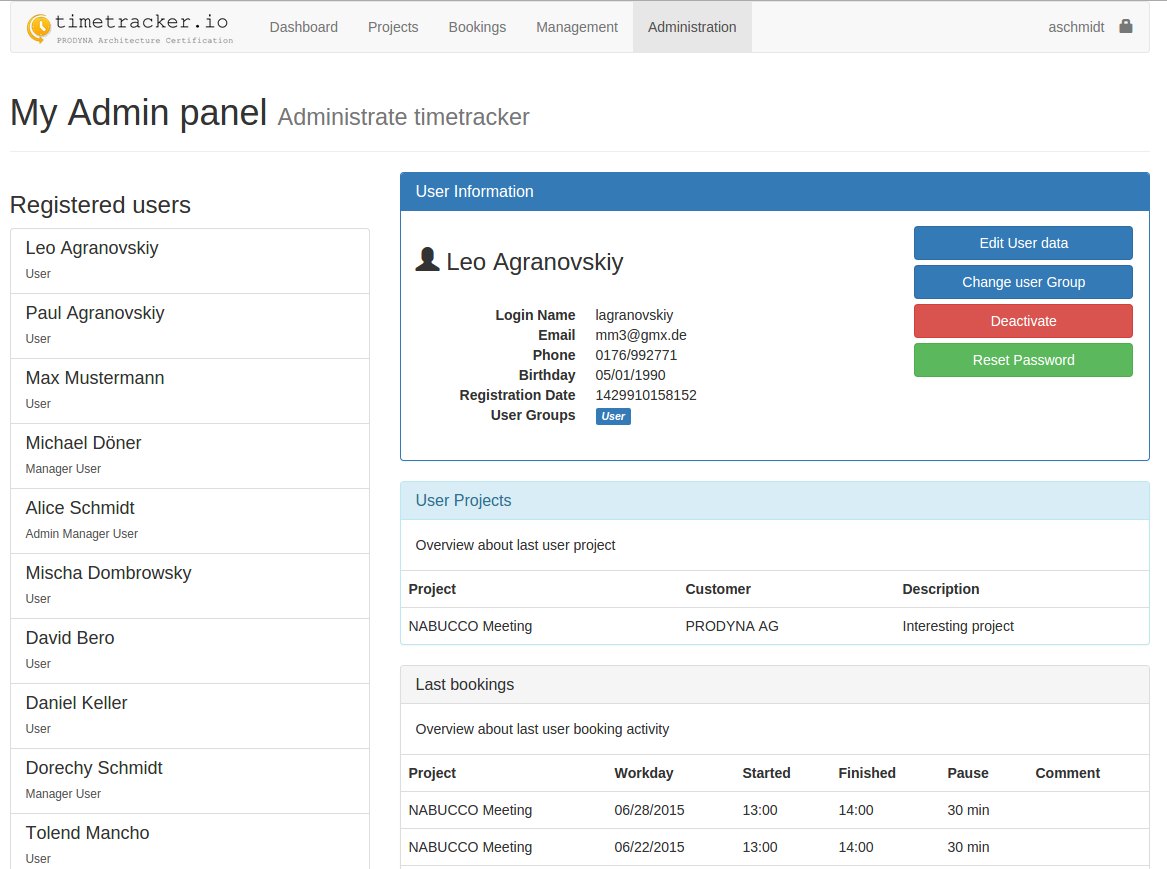 timetracker.io
PRODYNA Architecture Certification
Dashboard Projects Bookings Management Administration aschmidt
My Admin panel Administrate timetracker
Registered users
Leo Agranovskiy
User
Paul Agranovskiy
User
Max Mustermann
User
Michael Döner
Manager User
Alice Schmidt
Admin Manager User
Mischa Dombrowsky
User
David Bero
User
Daniel Keller
User
Dorechy Schmidt
Manager User
Tolend Mancho
User
User Information
Leo Agranovskiy
Edit User data
Change user Group
Deactivate
Reset Password
Login Name lagranovskiy
Email mm3@gmx.de
Phone 0176/992771
Birthday 05/01/1990
Registration Date 1429910158152
User Groups User
User Projects
Overview about last user project
Project Customer Description
NABUCCO Meeting PRODYNA AG Interesting project
Last bookings
Overview about last user booking activity
Project Workday Started Finished Pause Comment
NABUCCO Meeting 06/28/2015 13:00 14:00 30 min
NABUCCO Meeting 06/22/2015 13:00 14:00 30 min